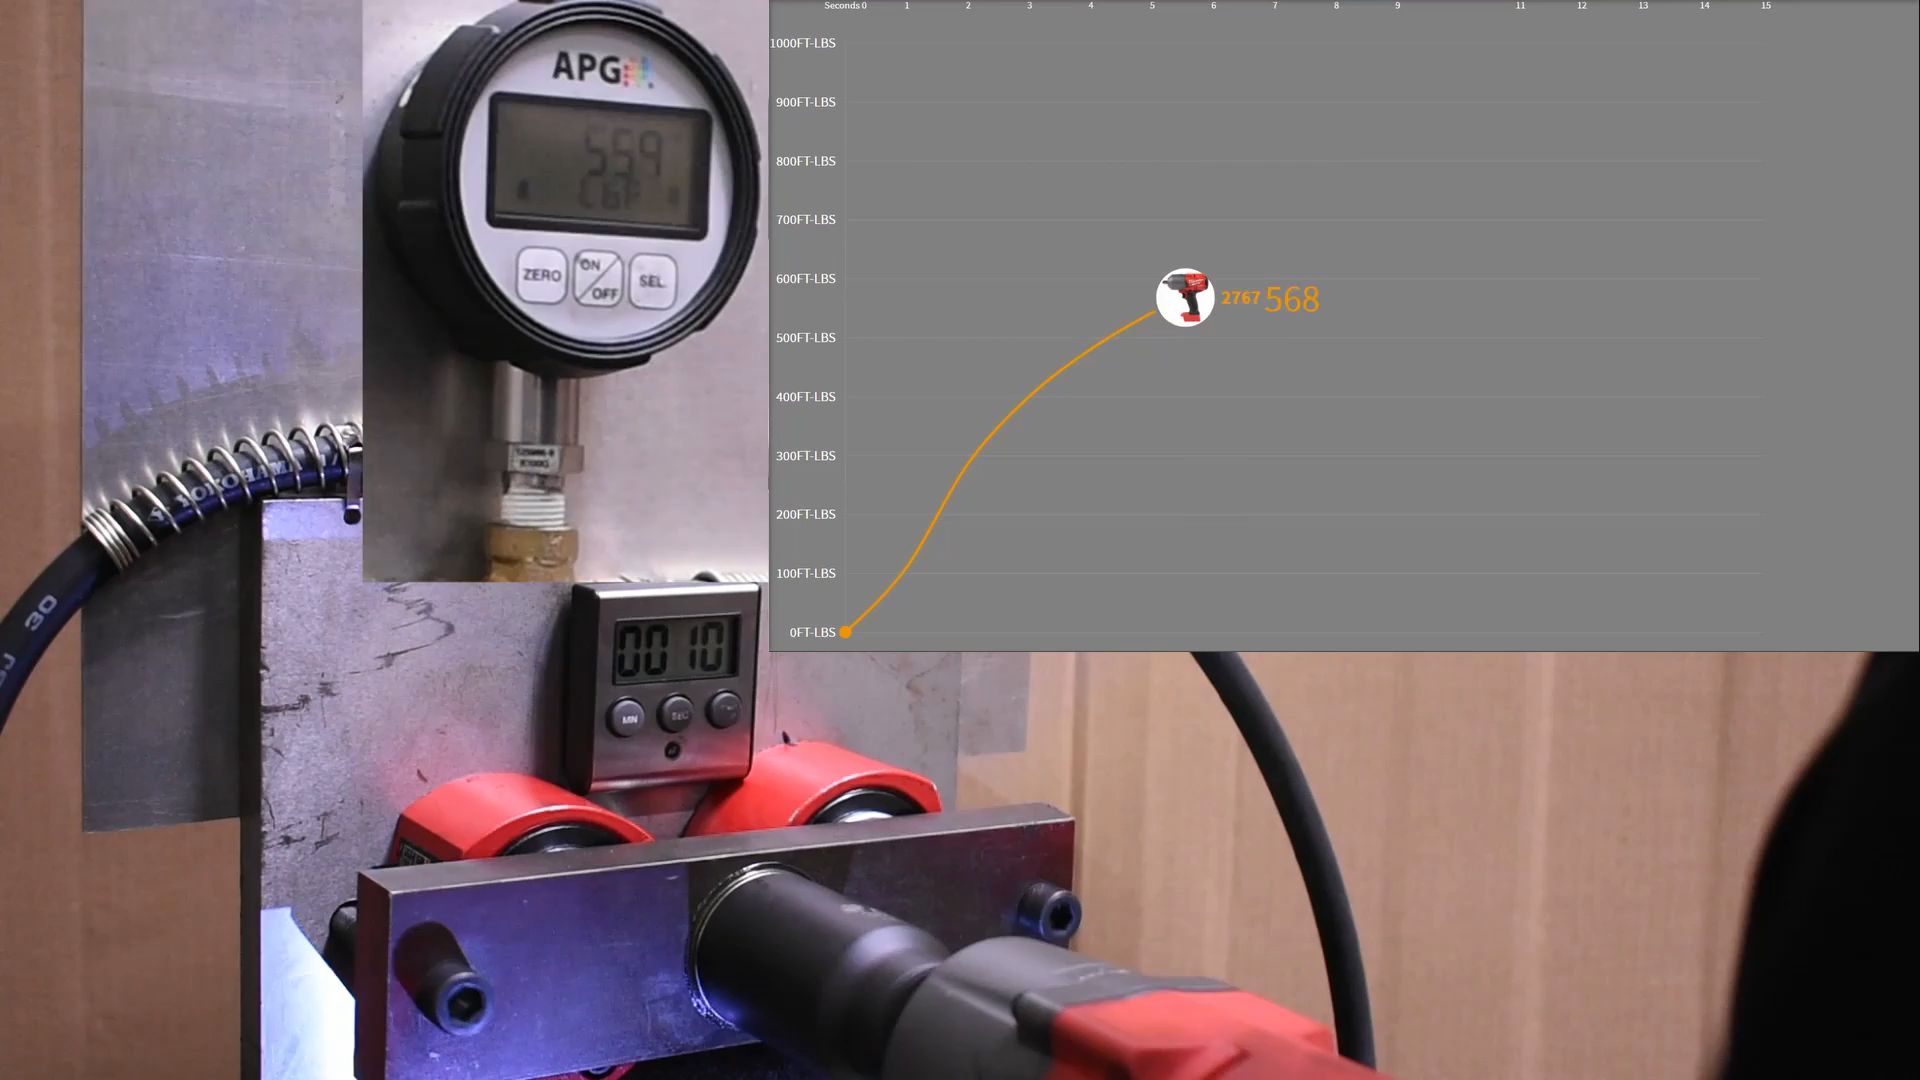 Seconds 0 1 2 3 4 5 6 7 8 9 11 12 13 14 15
1000FT-LBS
900FT-LBS
800FT-LBS
700FT-LBS
600FT-LBS
500FT-LBS
400FT-LBS
300FT-LBS
200FT-LBS
100FT-LBS
0FT-LBS
2767 568
APG
559
ZERO
ON
OFF
SEL
YOKOHAMA
30
00 10
MIN
SEC